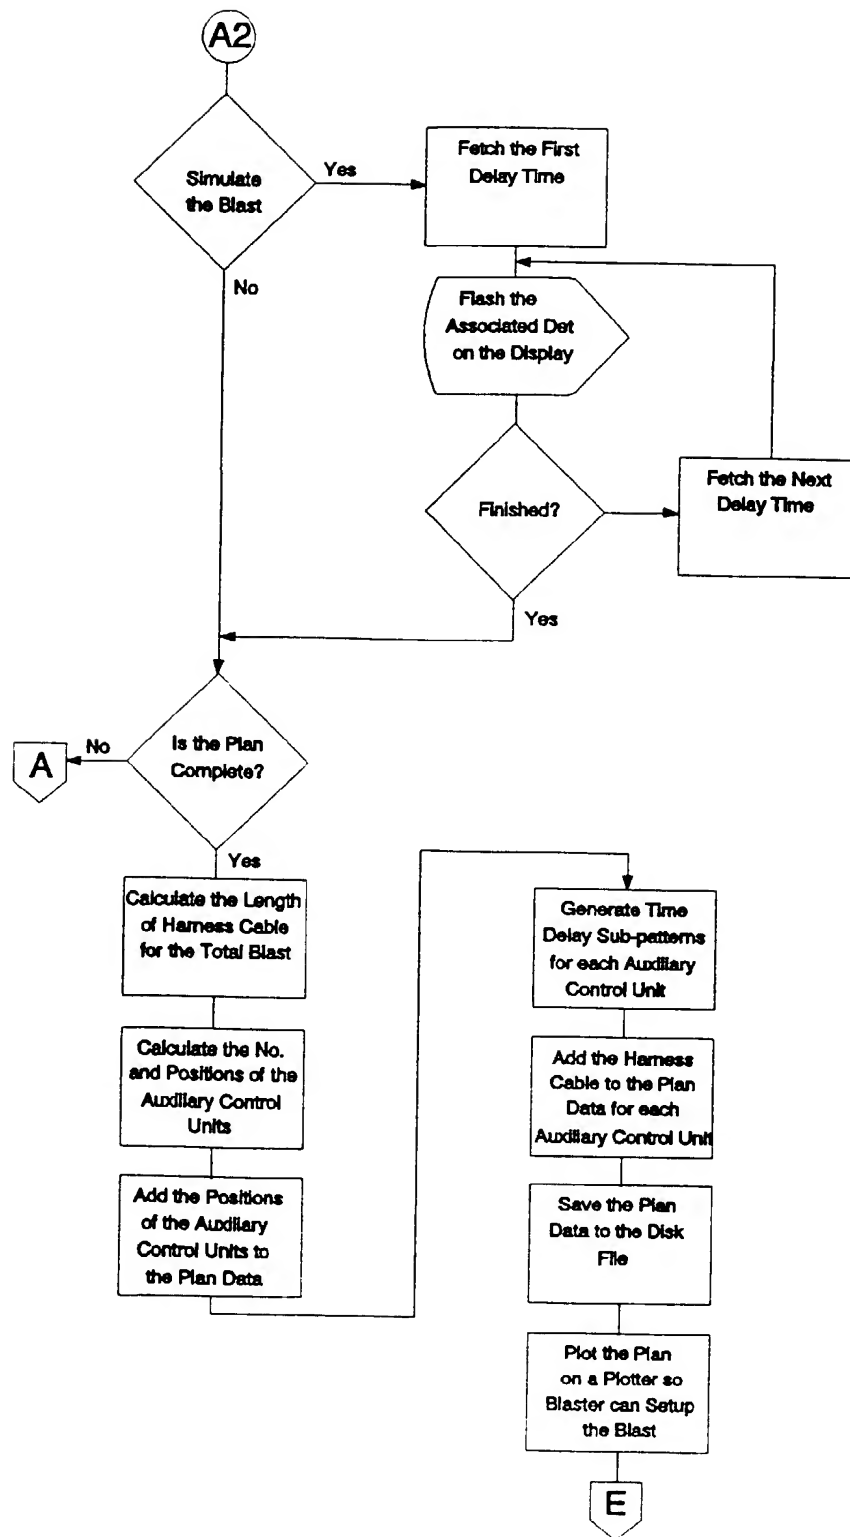 A2
Simulate
the Blast
Yes
No
Fetch the First
Delay Time
Flash the
Associated Det
on the Display
Finished?
Fetch the Next
Delay Time
Yes
Is the Plan
Complete?
No
A
Yes
Calculate the Length
of Harness Cable
for the Total Blast
Calculate the No.
and Positions of the
Auxiliary Control
Units
Add the Positions
of the Auxiliary
Control Units to
the Plan Data
Generate Time
Delay Sub-patterns
for each Auxiliary
Control Unit
Add the Harness
Cable to the Plan
Data for each
Auxiliary Control Unit
Save the Plan
Data to the Disk
File
Plot the Plan
on a Plotter so
Blaster can Setup
the Blast
E